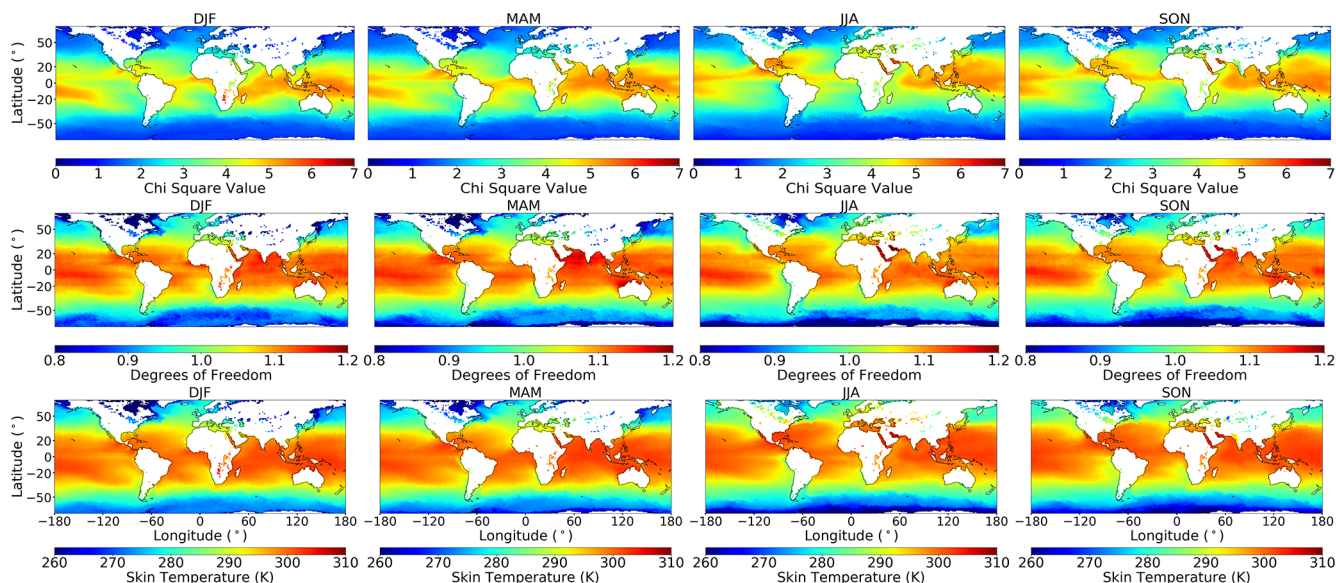 DJF MAM JJA SON
Latitude (°)
50
20
0
−20
−50
0 1 2 3 4 5 6 7 0 1 2 3 4 5 6 7 0 1 2 3 4 5 6 7 0 1 2 3 4 5 6 7
Chi Square Value Chi Square Value Chi Square Value Chi Square Value
DJF MAM JJA SON
Latitude (°)
50
20
0
−20
−50
0.8 0.9 1.0 1.1 1.2 0.8 0.9 1.0 1.1 1.2 0.8 0.9 1.0 1.1 1.2 0.8 0.9 1.0 1.1 1.2
Degrees of Freedom Degrees of Freedom Degrees of Freedom Degrees of Freedom
DJF MAM JJA SON
Latitude (°)
50
20
0
−20
−50
−180 −120 −60 0 60 120 180 −180 −120 −60 0 60 120 180 −180 −120 −60 0 60 120 180 −180 −120 −60 0 60 120 180
Longitude (°) Longitude (°) Longitude (°) Longitude (°)
260 270 280 290 300 310 260 270 280 290 300 310 260 270 280 290 300 310 260 270 280 290 300 310
Skin Temperature (K) Skin Temperature (K) Skin Temperature (K) Skin Temperature (K)